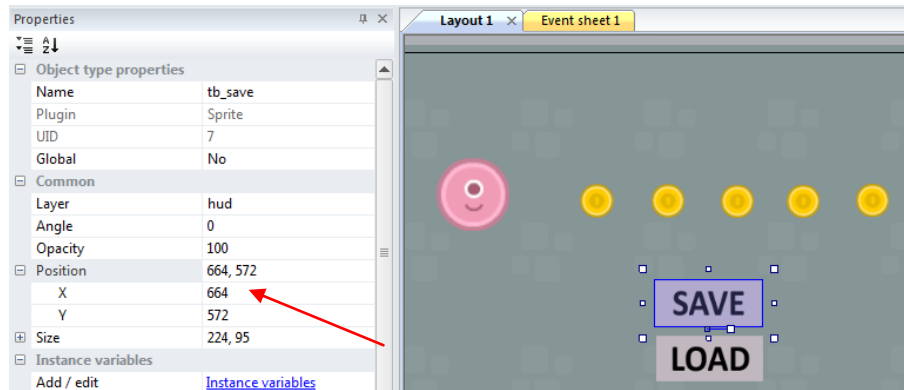 Properties
Object type properties
Name tb_save
Plugin Sprite
UID 7
Global No
Common
Layer hud
Angle 0
Opacity 100
Position 664, 572
X 664
Y 572
Size 224, 95
Instance variables
Add / edit Instance variables
Layout 1 Event sheet 1
SAVE
LOAD